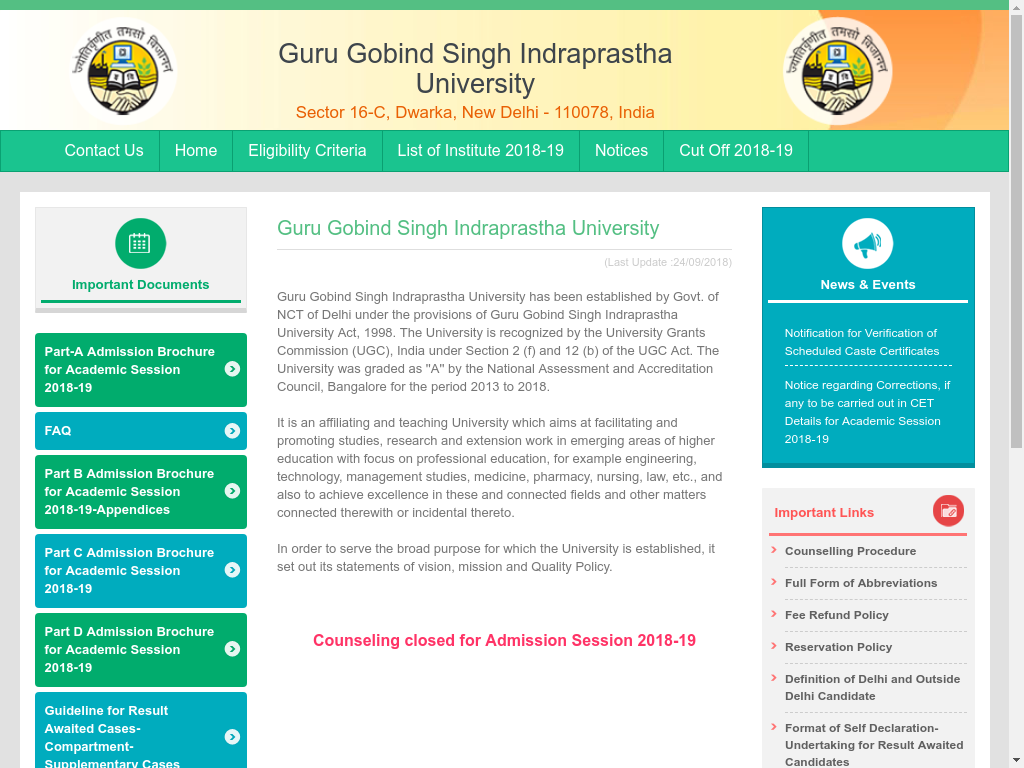 ज्योतिर्वृणीत तमसो विजानन
Guru Gobind Singh Indraprastha
University
Sector 16-C, Dwarka, New Delhi - 110078, India
ज्योतिर्वृणीत तमसो विजानन
Contact Us
Home
Eligibility Criteria
List of Institute 2018-19
Notices
Cut Off 2018-19
Important Documents
Part-A Admission Brochure
for Academic Session
2018-19
FAQ
Part B Admission Brochure
for Academic Session
2018-19-Appendices
Part C Admission Brochure
for Academic Session
2018-19
Part D Admission Brochure
for Academic Session
2018-19
Guideline for Result
Awaited Cases-
Compartment-
Supplementary Cases
Guru Gobind Singh Indraprastha University
(Last Update :24/09/2018)
Guru Gobind Singh Indraprastha University has been established by Govt. of
NCT of Delhi under the provisions of Guru Gobind Singh Indraprastha
University Act, 1998. The University is recognized by the University Grants
Commission (UGC), India under Section 2 (f) and 12 (b) of the UGC Act. The
University was graded as "A" by the National Assessment and Accreditation
Council, Bangalore for the period 2013 to 2018.
It is an affiliating and teaching University which aims at facilitating and
promoting studies, research and extension work in emerging areas of higher
education with focus on professional education, for example engineering,
technology, management studies, medicine, pharmacy, nursing, law, etc., and
also to achieve excellence in these and connected fields and other matters
connected therewith or incidental thereto.
In order to serve the broad purpose for which the University is established, it
set out its statements of vision, mission and Quality Policy.
Counseling closed for Admission Session 2018-19
News & Events
Notification for Verification of
Scheduled Caste Certificates
Notice regarding Corrections, if
any to be carried out in CET
Details for Academic Session
2018-19
Important Links
Counselling Procedure
Full Form of Abbreviations
Fee Refund Policy
Reservation Policy
Definition of Delhi and Outside
Delhi Candidate
Format of Self Declaration-
Undertaking for Result Awaited
Candidates